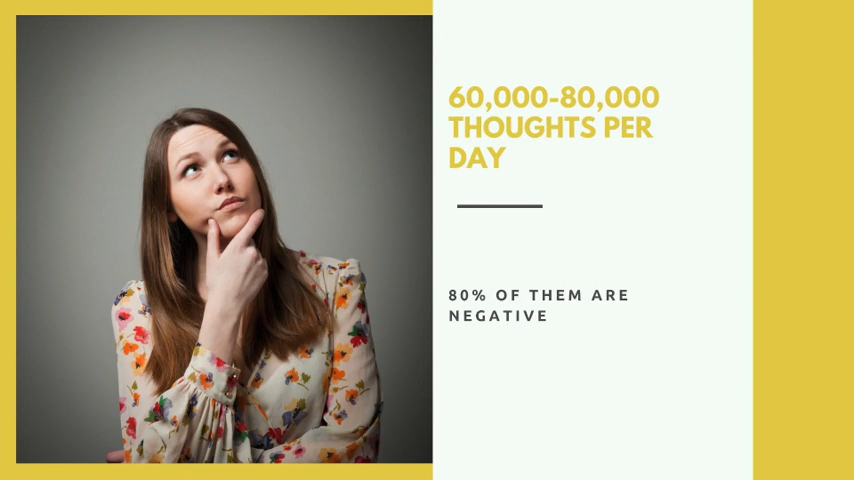 60,000-80,000
THOUGHTS PER
DAY
80% OF THEM ARE
NEGATIVE